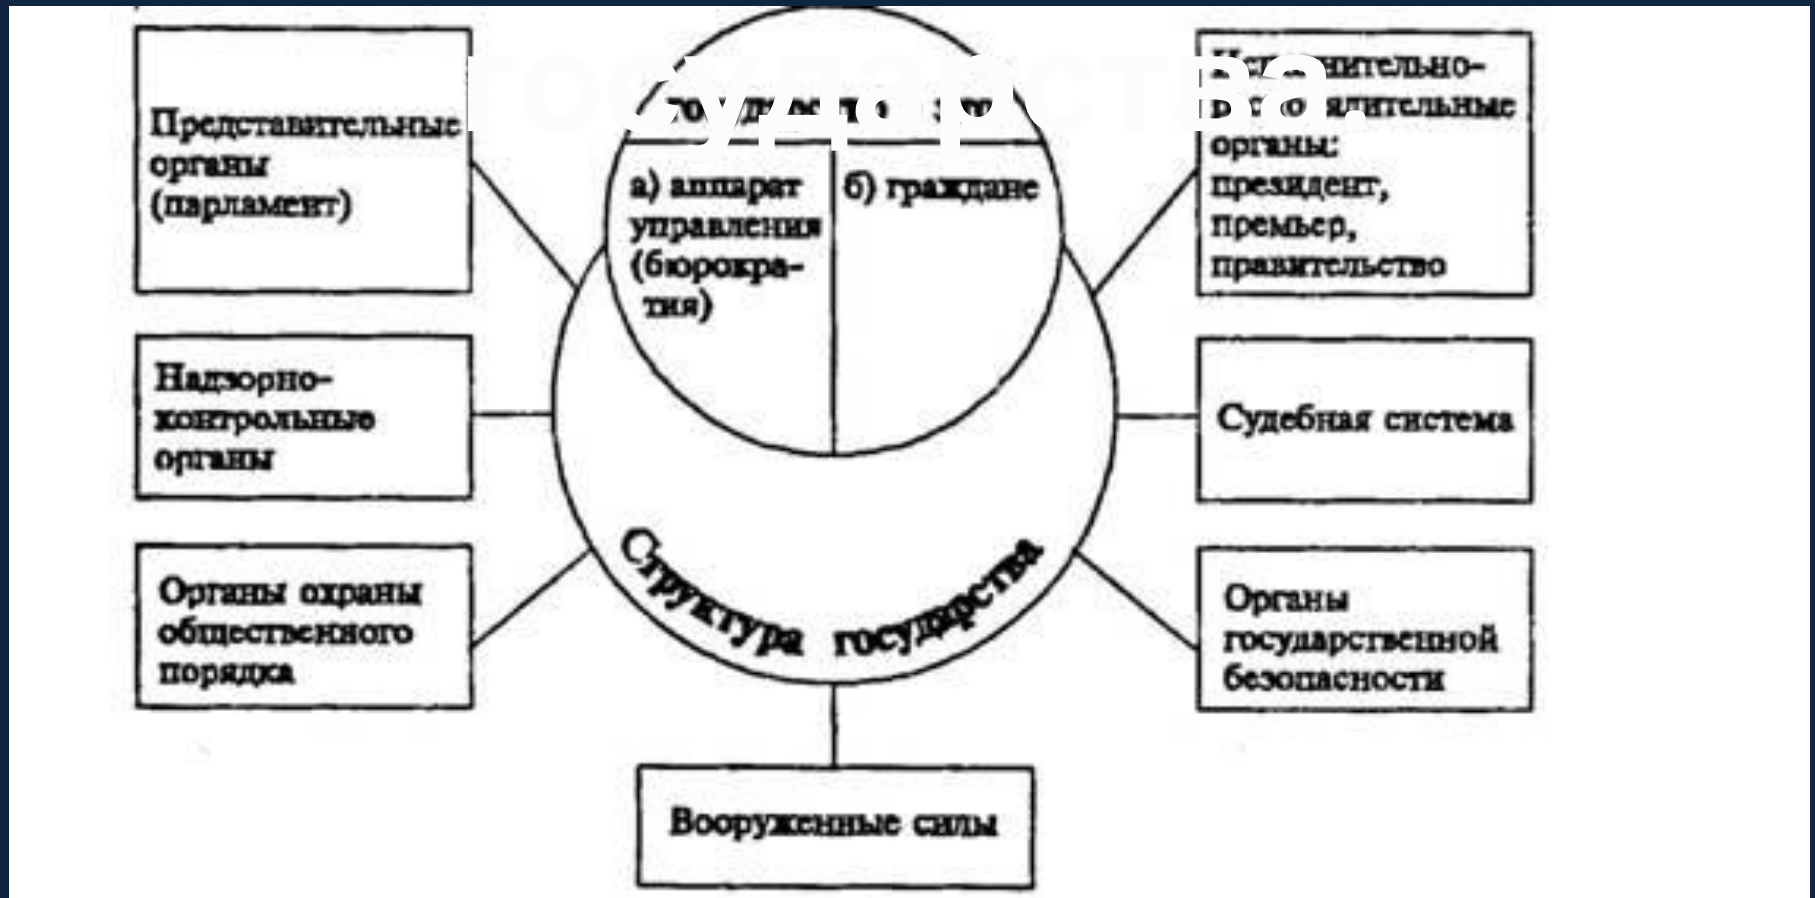 государства.
Представительные
органы
(парламент)
Надзорно-
контрольные
органы
Органы охраны
общественного
порядка
а) аппарат
управления
(бюрокра-
тия)
б) граждане
Структура государства
Вооруженные силы
органы:
президент,
премьер,
правительство
Судебная система
Органы
государственной
безопасности